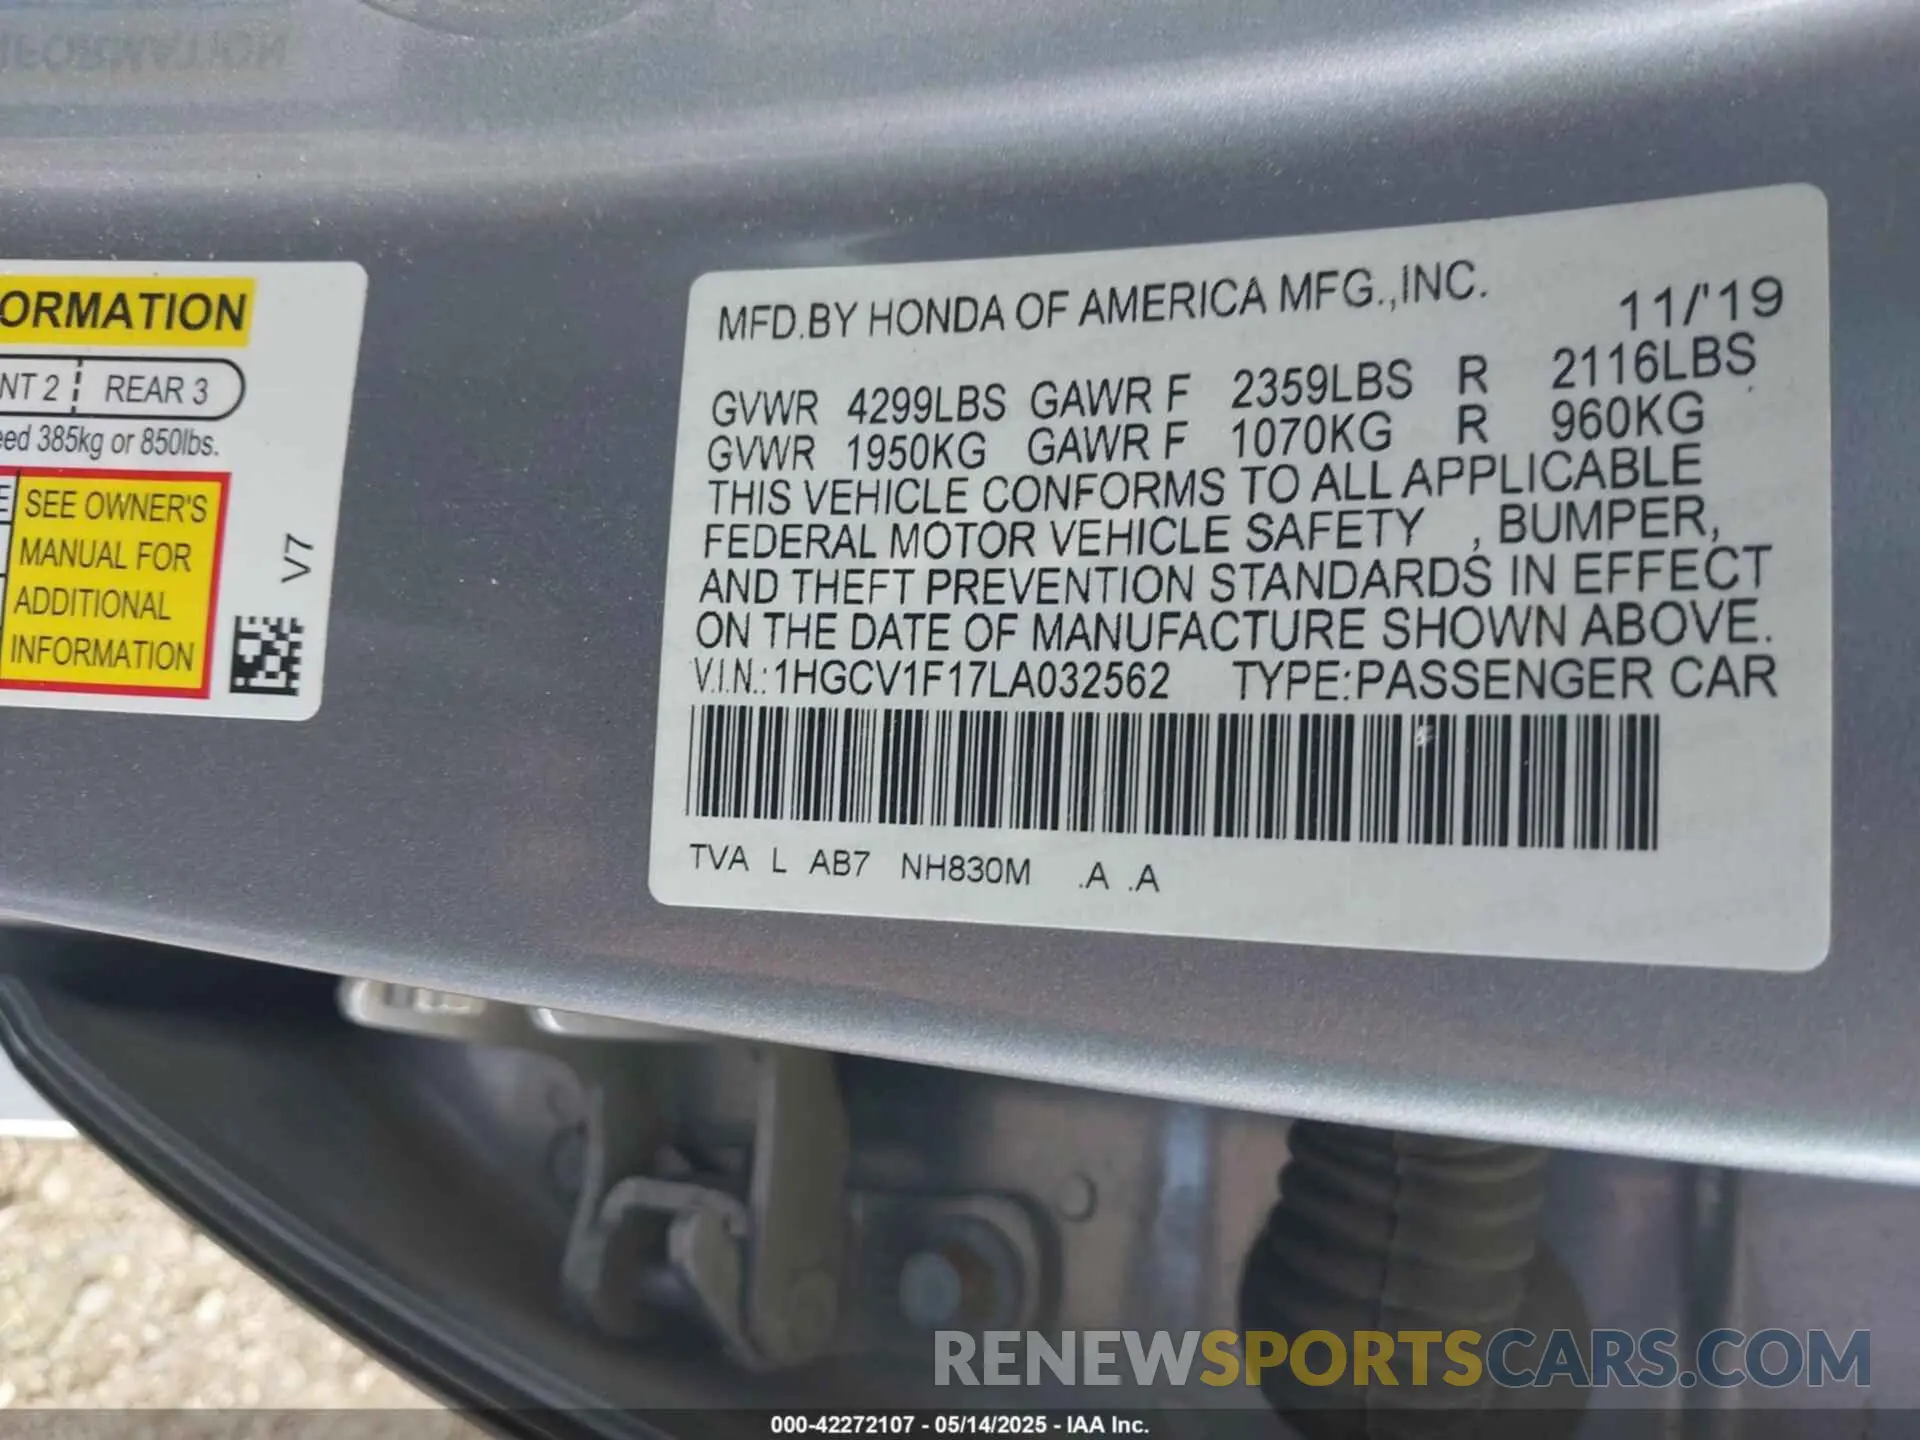 INFORMATION
ORMATION
NT 2 REAR 3
eed 385kg or 850lbs.
E
SEE OWNER'S
MANUAL FOR
ADDITIONAL
INFORMATION
V7
MFD.BY HONDA OF AMERICA MFG.,INC. 11/'19
GVWR 4299LBS GAWR F 2359LBS R 2116LBS
GVWR 1950KG GAWR F 1070KG R 960KG
THIS VEHICLE CONFORMS TO ALL APPLICABLE
FEDERAL MOTOR VEHICLE SAFETY , BUMPER,
AND THEFT PREVENTION STANDARDS IN EFFECT
ON THE DATE OF MANUFACTURE SHOWN ABOVE.
V.I.N.:1HGCV1F17LA032562 TYPE:PASSENGER CAR
TVA L AB7 NH830M .A .A
RENEWSPORTSCARS.COM
000-42272107 - 05/14/2025 - IAA Inc.